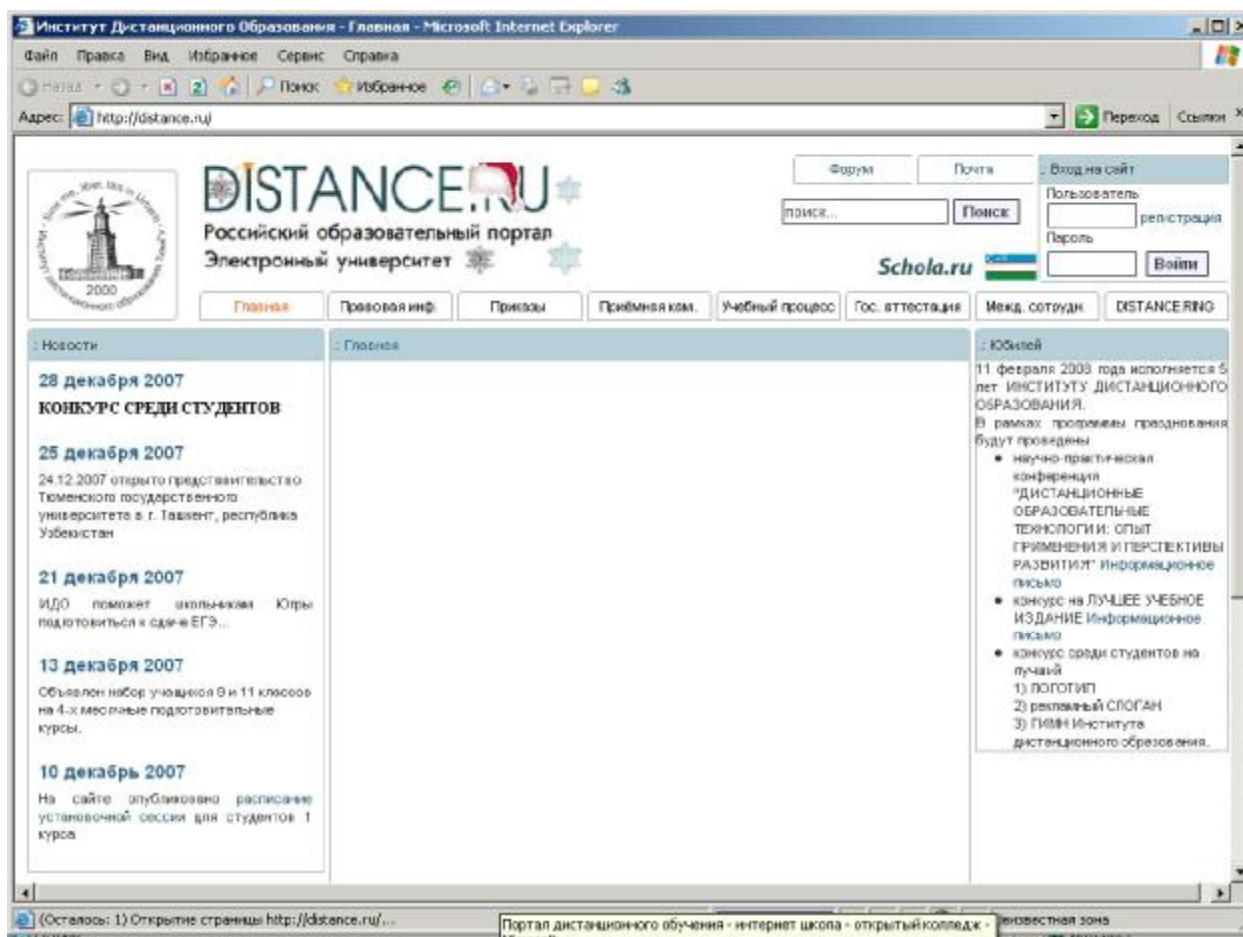 Институт Дистанционного Образования - Главная - Microsoft Internet Explorer
Файл Правка Вид Избранное Сервис Справка
Назад Поиск Избранное
Адрес: http://distance.ru/ Переход Ссылки
2000
DISTANCE.RU
Российский образовательный портал
Электронный университет
Форум Почта
поиск... Поиск
Schola.ru
.: Вход на сайт
Пользователь
регистрация
Пароль
Войти
Главная Правовая инф. Приказы Приёмная ком. Учебный процесс Гос. аттестация Межд. сотрудн. DISTANCE.RING
.: Новости
28 декабря 2007
КОНКУРС СРЕДИ СТУДЕНТОВ
25 декабря 2007
24.12.2007 открыто представительство
Тюменского государственного
университета в г. Ташкент, республика
Узбекистан
21 декабря 2007
ИДО поможет школьникам Югры
подготовиться к сдаче ЕГЭ...
13 декабря 2007
Объявлен набор учащихся 9 и 11 классов
на 4-х месячные подготовительные
курсы.
10 декабрь 2007
На сайте опубликовано расписание
установочной сессии для студентов 1
курса
.: Главная
.: Юбилей
11 февраля 2008 года исполняется 5
лет ИНСТИТУТУ ДИСТАНЦИОННОГО
ОБРАЗОВАНИЯ.
В рамках программы празднования
будут проведены
научно-практическая
конференция
"ДИСТАНЦИОННЫЕ
ОБРАЗОВАТЕЛЬНЫЕ
ТЕХНОЛОГИИ: ОПЫТ
ПРИМЕНЕНИЯ И ПЕРСПЕКТИВЫ
РАЗВИТИЯ" Информационное
письмо
конкурс на ЛУЧШЕЕ УЧЕБНОЕ
ИЗДАНИЕ Информационное
письмо
конкурс среди студентов на
лучший
1) ЛОГОТИП
2) рекламный СЛОГАН
3) ГИМН Института
дистанционного образования.
(Осталось: 1) Открытие страницы http://distance.ru/...
Портал дистанционного обучения - интернет школа - открытый колледж -
еизвестная зона